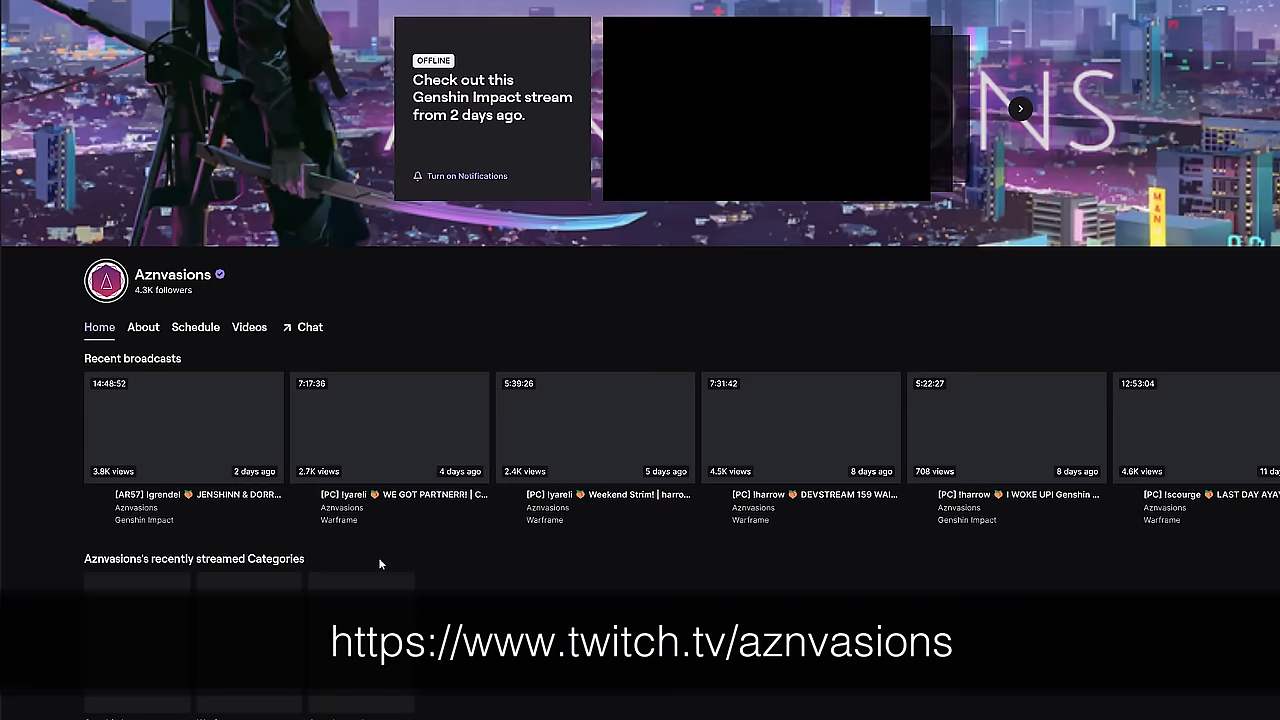 OFFLINE
Check out this
Genshin Impact stream
from 2 days ago.
Turn on Notifications
NS
MAN
Aznvasions
4.3K followers
Home About Schedule Videos Chat
Recent broadcasts
14:48:52 7:17:36 5:39:26 7:31:42 5:22:27 12:53:04
3.8K views 2 days ago 2.7K views 4 days ago 2.4K views 5 days ago 4.5K views 8 days ago 708 views 8 days ago 4.6K views 11 da
[AR57] !grendel 🍑 JENSHINN & DORR... [PC] !yareli 🍑 WE GOT PARTNERR! | C... [PC] !yareli 🍑 Weekend Strim! | harro... [PC] !harrow 🍑 DEVSTREAM 159 WAI... [PC] !harrow 🍑 I WOKE UP! Genshin ... [PC] !scourge 🍑 LAST DAY AYA
Aznvasions Aznvasions Aznvasions Aznvasions Aznvasions Aznvasions
Genshin Impact Warframe Warframe Warframe Genshin Impact Warframe
Aznvasions's recently streamed Categories
https://www.twitch.tv/aznvasions